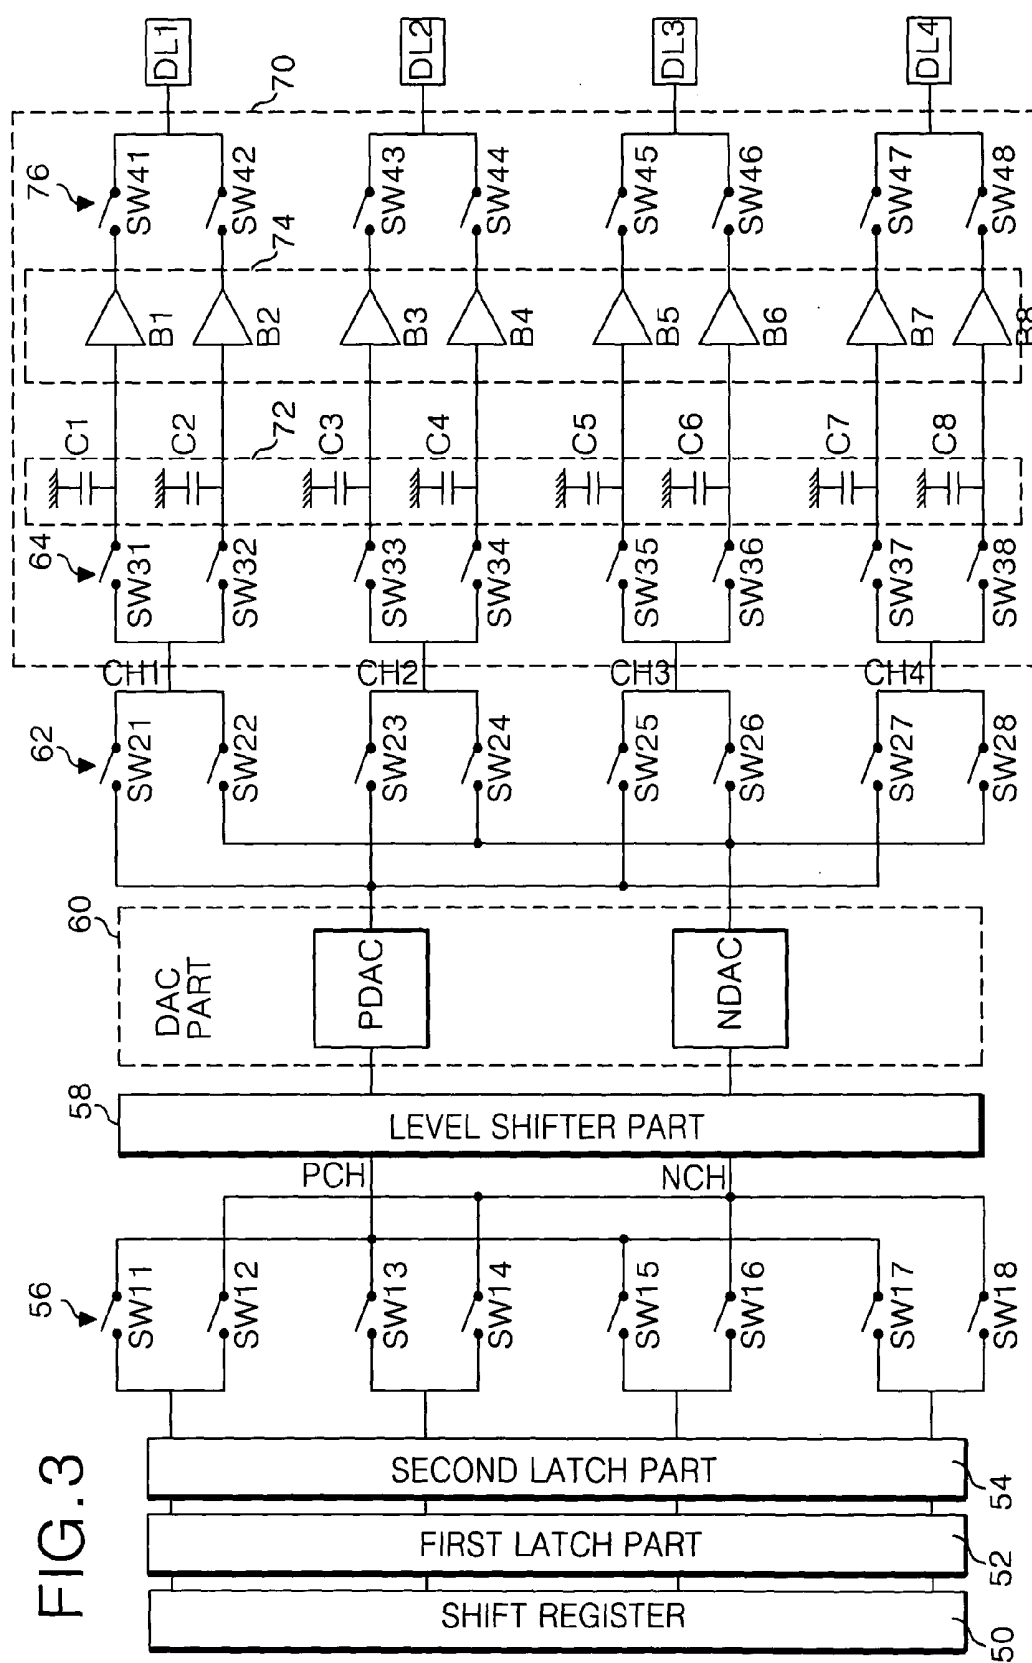 FIG.3
SHIFT REGISTER
50
FIRST LATCH PART
52
SECOND LATCH PART
54
56
SW11
SW12
SW13
SW14
SW15
SW16
SW17
SW18
PCH
NCH
58
LEVEL SHIFTER PART
60
DAC
PART
PDAC
NDAC
62
SW21
SW22
SW23
SW24
SW25
SW26
SW27
SW28
CH1
CH2
CH3
CH4
64
SW31
SW32
SW33
SW34
SW35
SW36
SW37
SW38
72
C1
C2
C3
C4
C5
C6
C7
C8
74
B1
B2
B3
B4
B5
B6
B7
B8
76
SW41
SW42
SW43
SW44
SW45
SW46
SW47
SW48
70
DL1
DL2
DL3
DL4